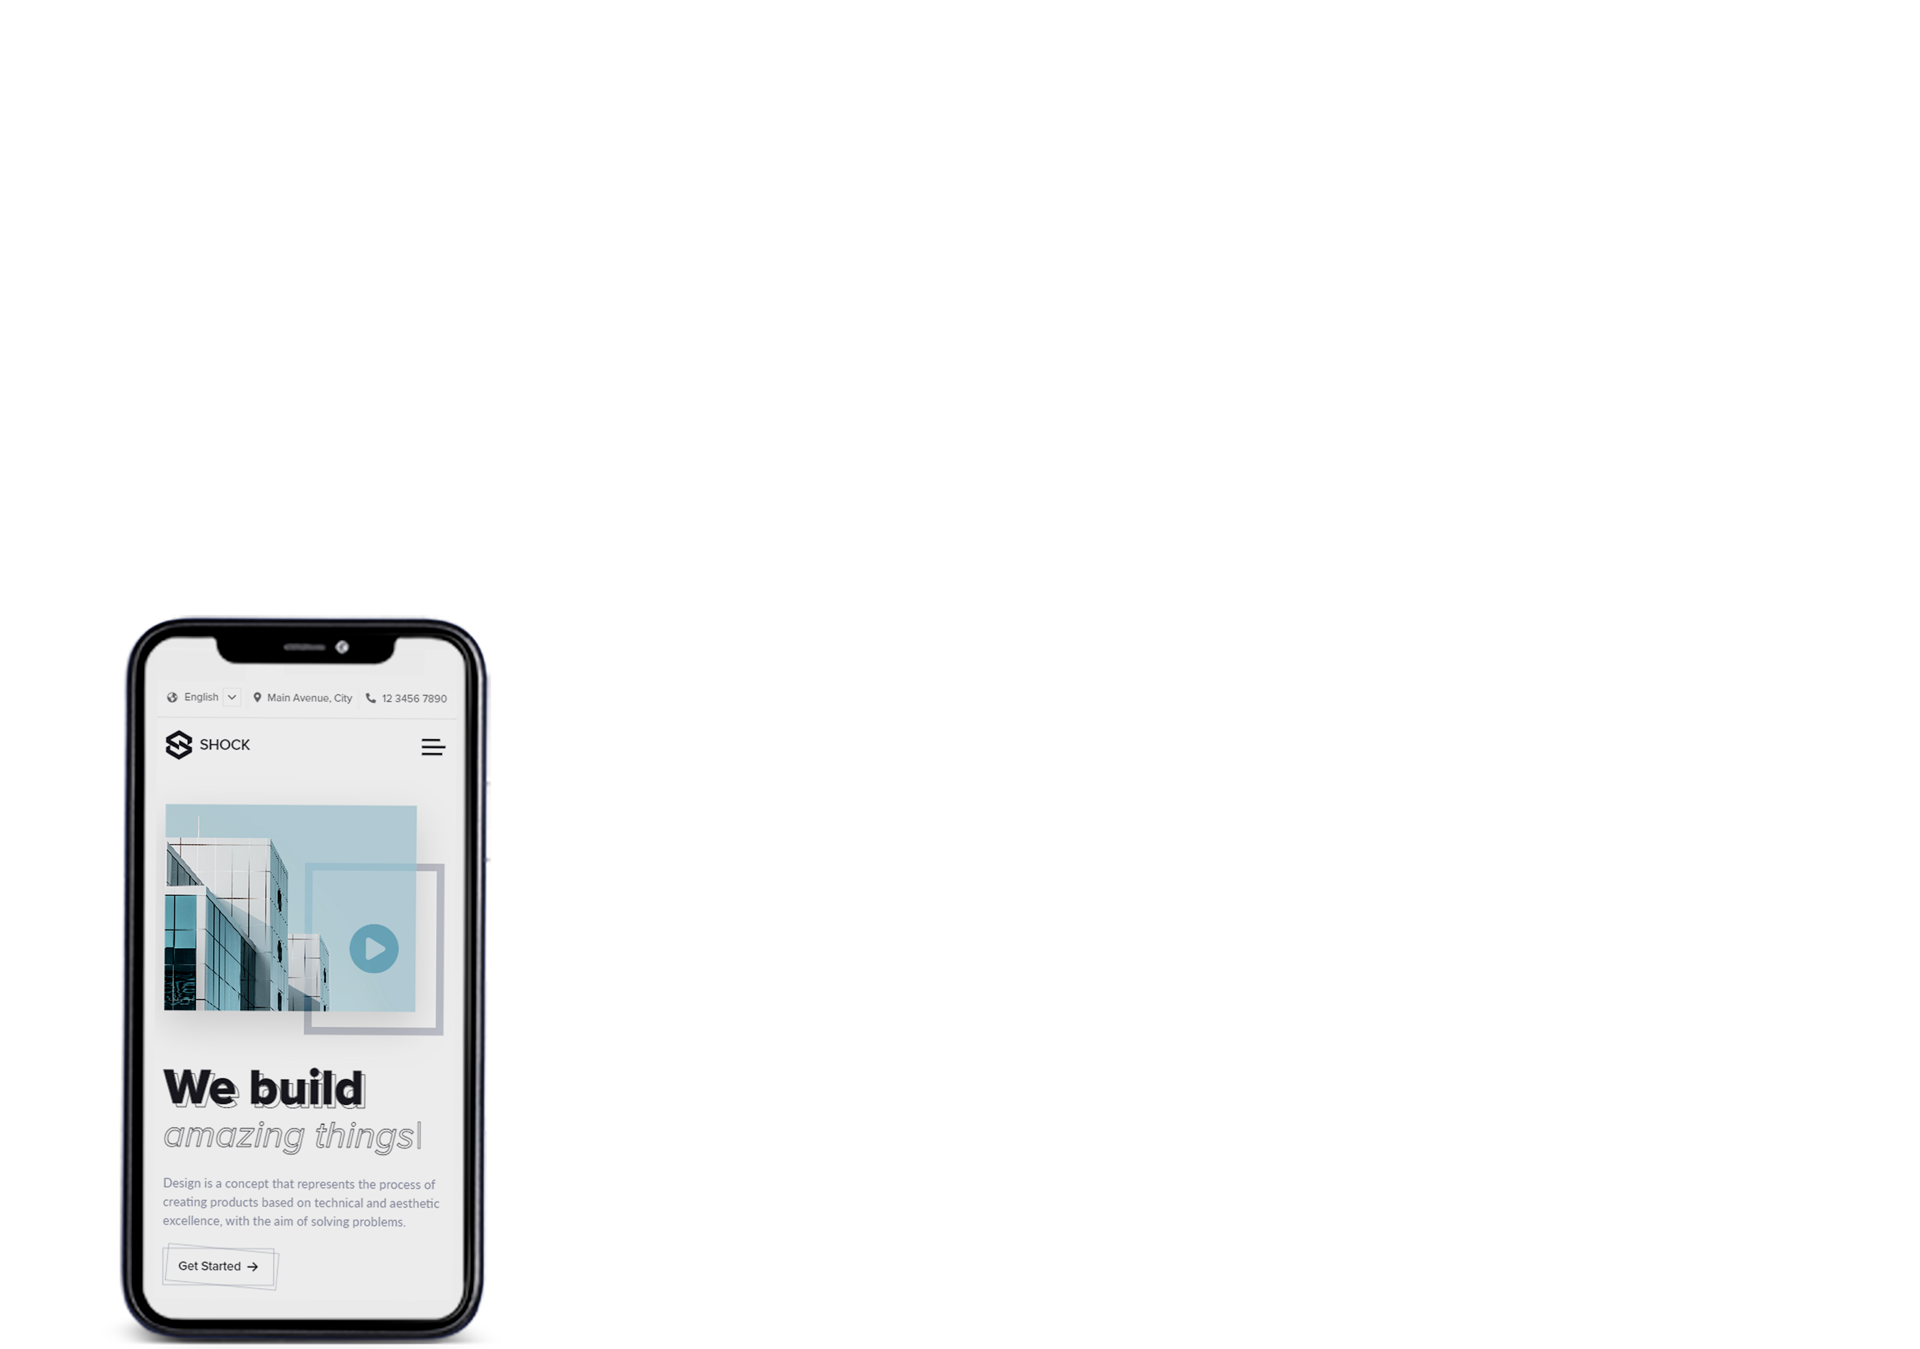 English Main Avenue, City 12 3456 7890
SHOCK
We build
amazing things|
Design is a concept that represents the process of
creating products based on technical and aesthetic
excellence, with the aim of solving problems.
Get Started →